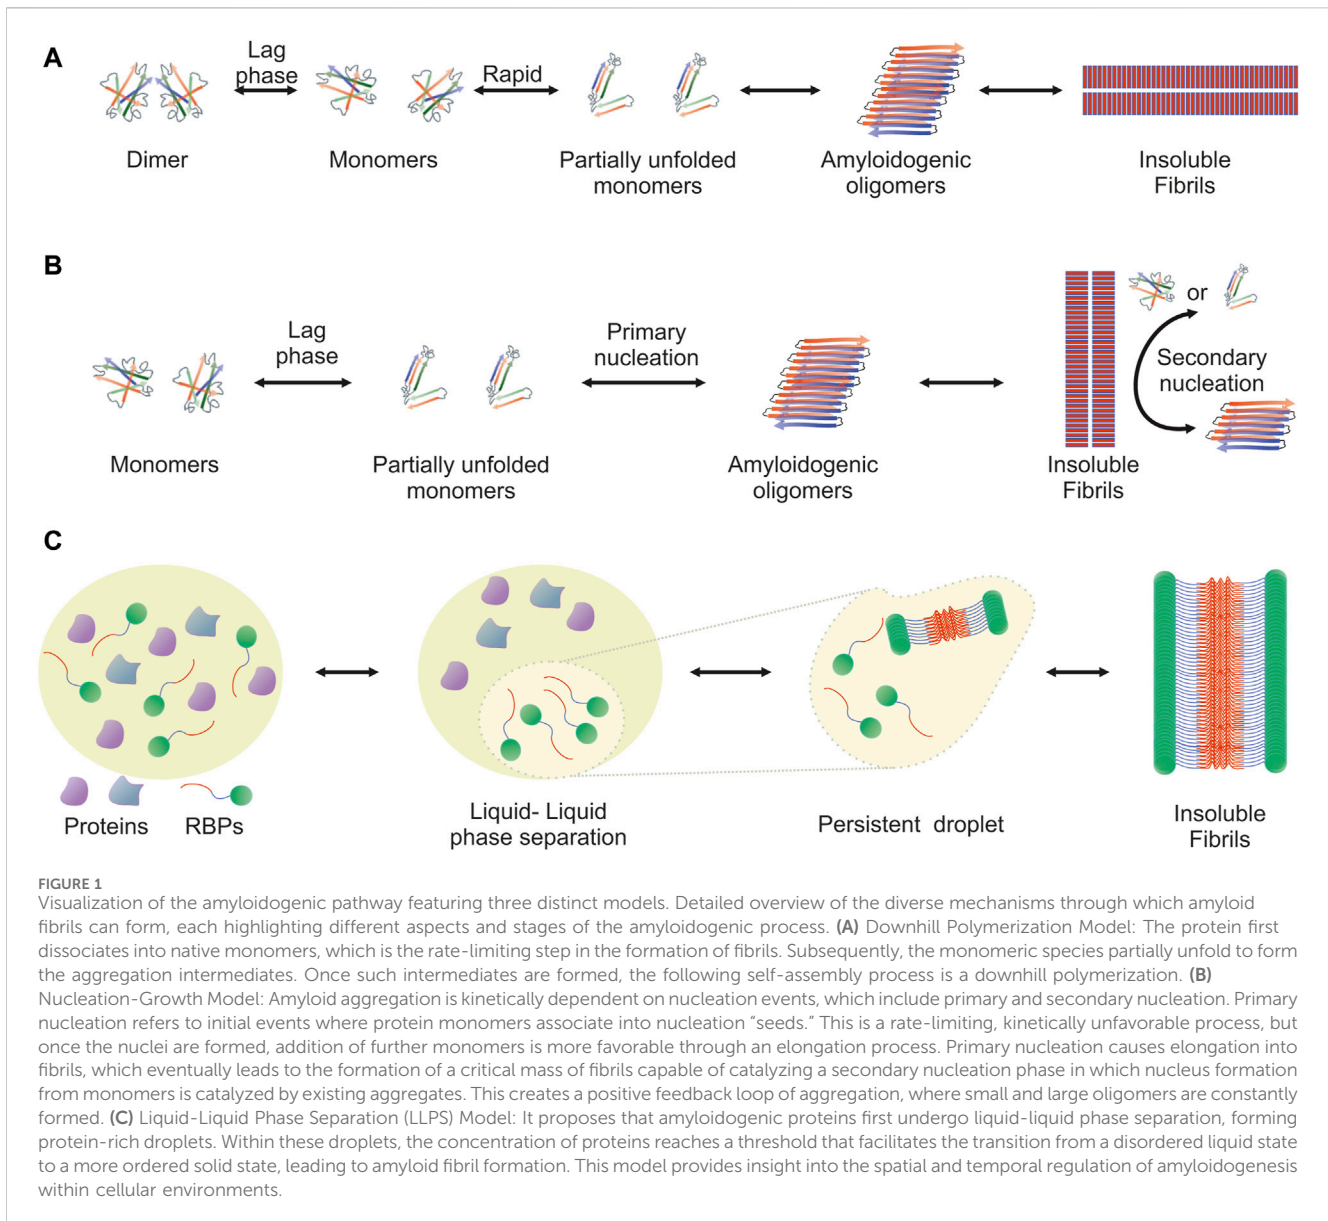 A
Lag
phase
Rapid
Dimer
Monomers
Partially unfolded
monomers
Amyloidogenic
oligomers
Insoluble
Fibrils
B
Lag
phase
Primary
nucleation
or
Secondary
nucleation
Monomers
Partially unfolded
monomers
Amyloidogenic
oligomers
Insoluble
Fibrils
C
Proteins
RBPs
Liquid- Liquid
phase separation
Persistent droplet
Insoluble
Fibrils
FIGURE 1
Visualization of the amyloidogenic pathway featuring three distinct models. Detailed overview of the diverse mechanisms through which amyloid
fibrils can form, each highlighting different aspects and stages of the amyloidogenic process. (A) Downhill Polymerization Model: The protein first
dissociates into native monomers, which is the rate-limiting step in the formation of fibrils. Subsequently, the monomeric species partially unfold to form
the aggregation intermediates. Once such intermediates are formed, the following self-assembly process is a downhill polymerization. (B)
Nucleation-Growth Model: Amyloid aggregation is kinetically dependent on nucleation events, which include primary and secondary nucleation. Primary
nucleation refers to initial events where protein monomers associate into nucleation “seeds.” This is a rate-limiting, kinetically unfavorable process, but
once the nuclei are formed, addition of further monomers is more favorable through an elongation process. Primary nucleation causes elongation into
fibrils, which eventually leads to the formation of a critical mass of fibrils capable of catalyzing a secondary nucleation phase in which nucleus formation
from monomers is catalyzed by existing aggregates. This creates a positive feedback loop of aggregation, where small and large oligomers are constantly
formed. (C) Liquid-Liquid Phase Separation (LLPS) Model: It proposes that amyloidogenic proteins first undergo liquid-liquid phase separation, forming
protein-rich droplets. Within these droplets, the concentration of proteins reaches a threshold that facilitates the transition from a disordered liquid state
to a more ordered solid state, leading to amyloid fibril formation. This model provides insight into the spatial and temporal regulation of amyloidogenesis
within cellular environments.